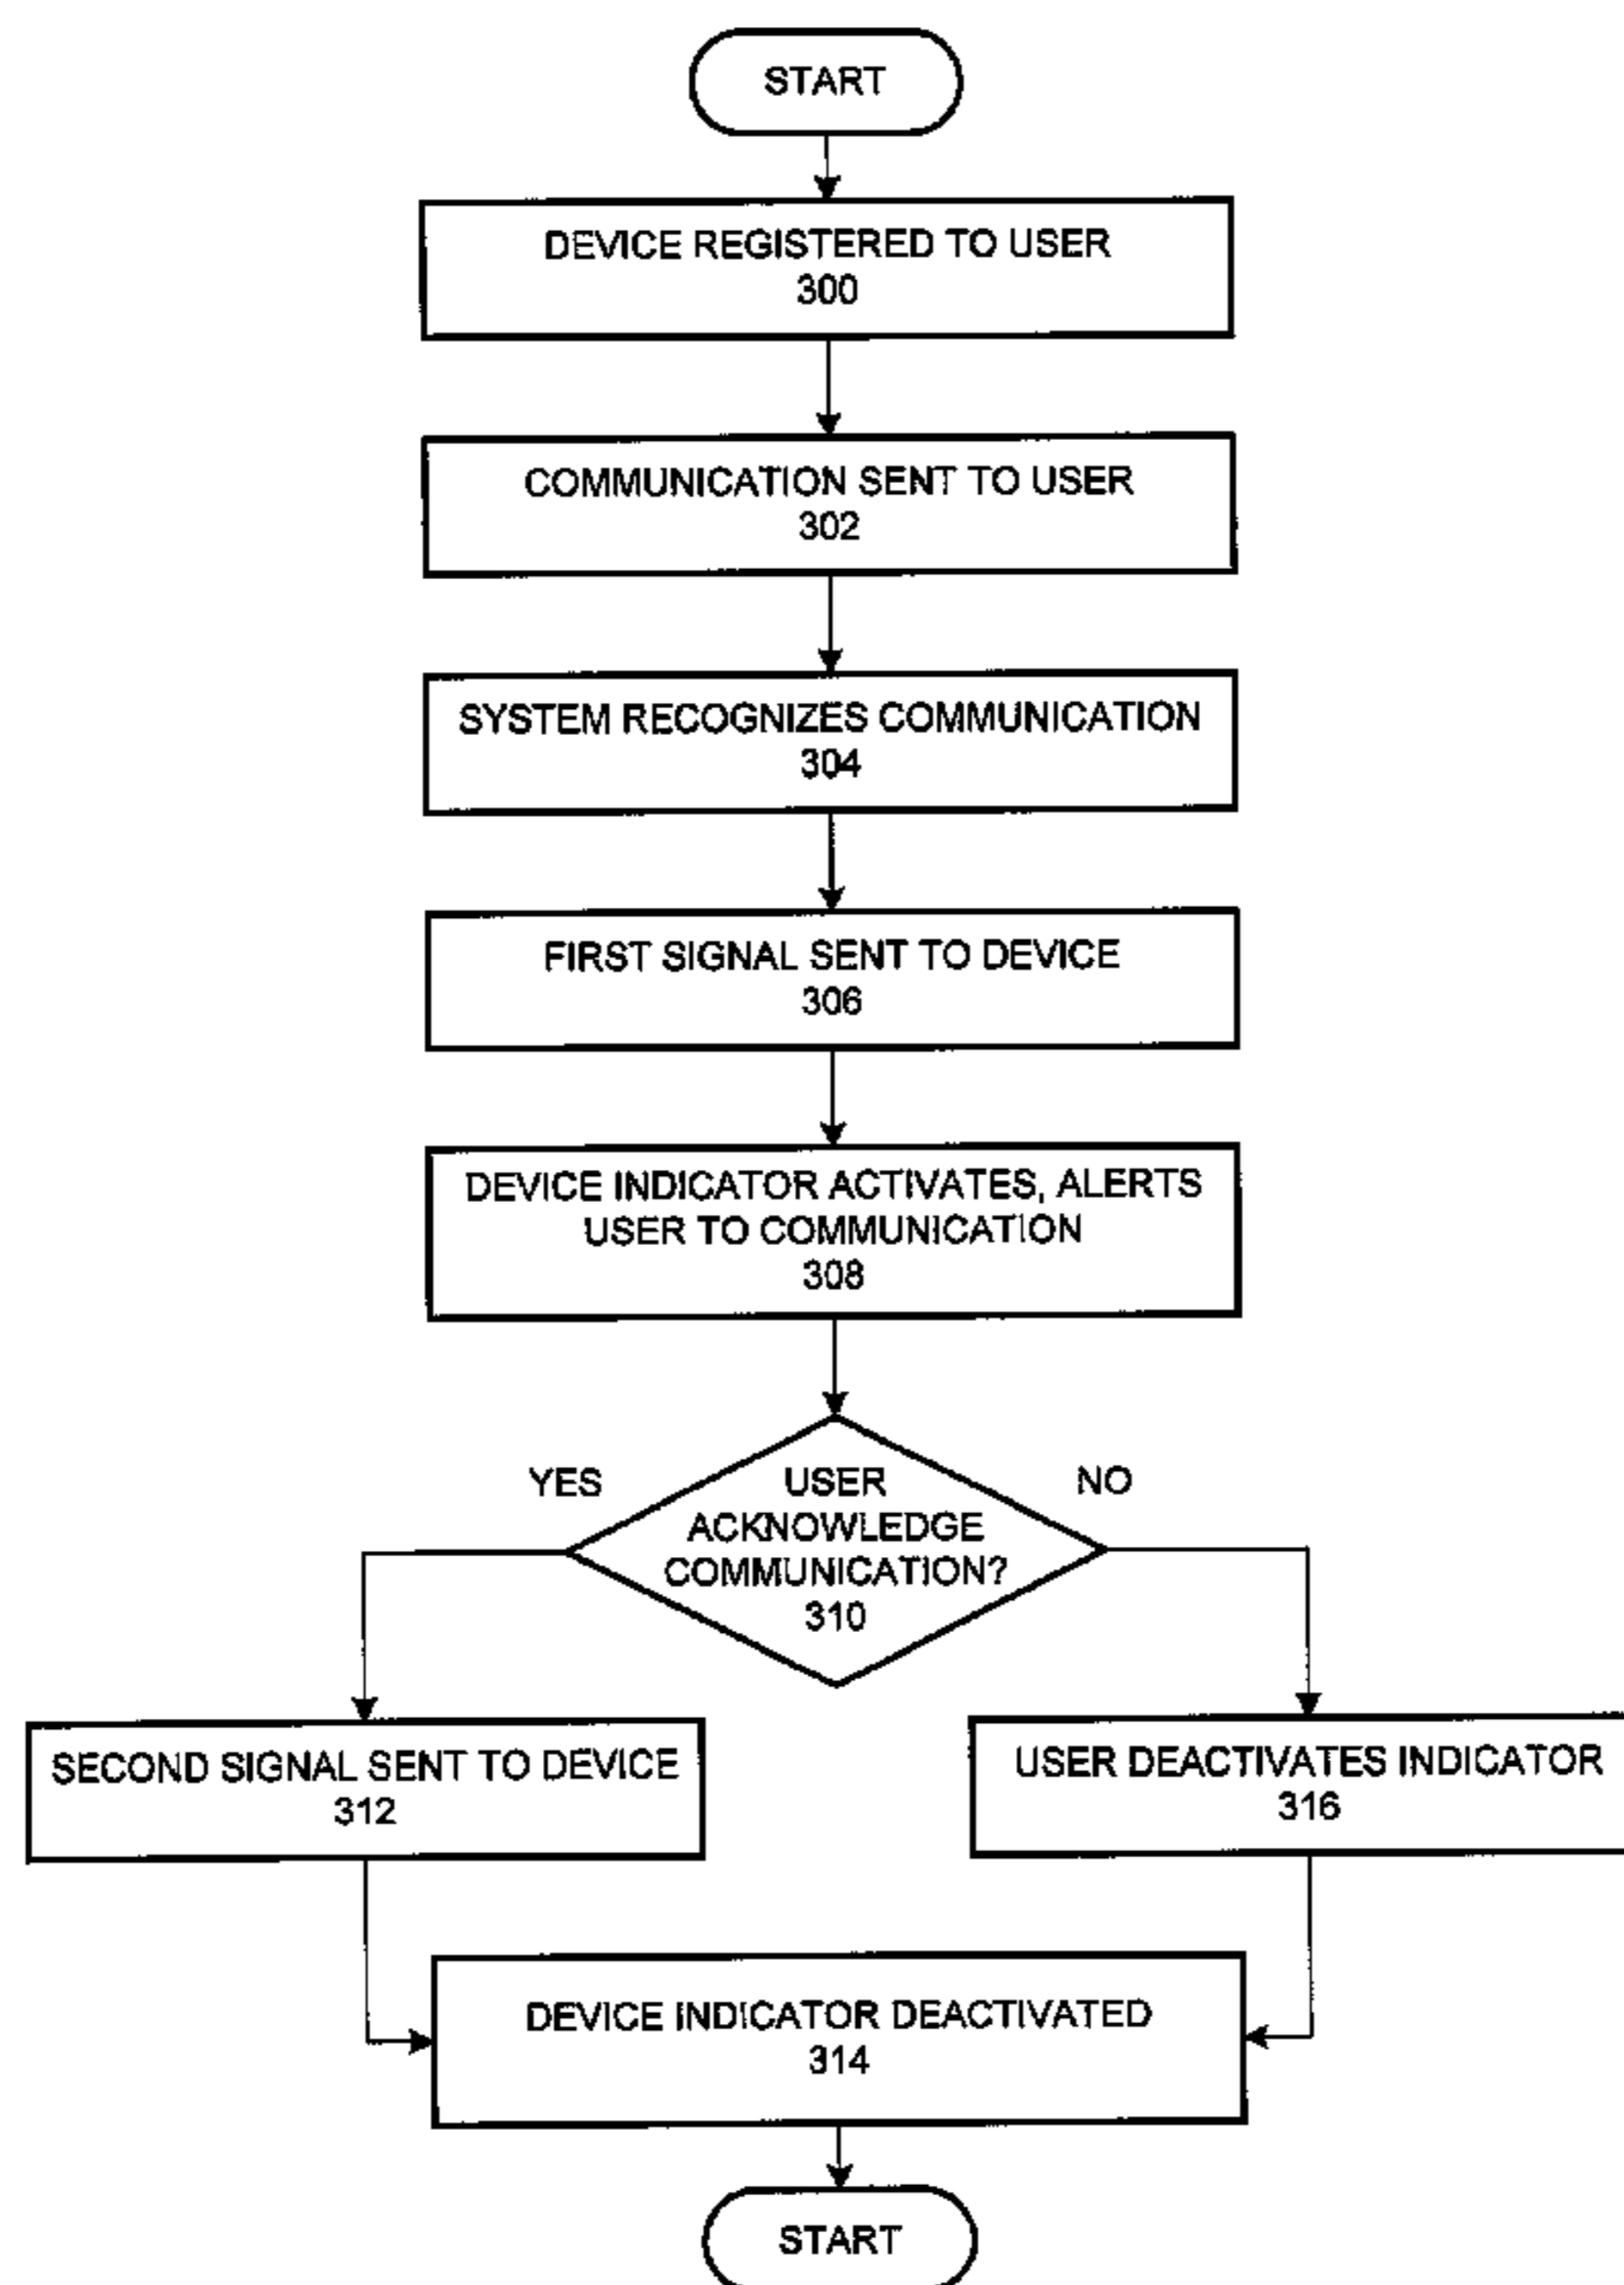 START
DEVICE REGISTERED TO USER
300
COMMUNICATION SENT TO USER
302
SYSTEM RECOGNIZES COMMUNICATION
304
FIRST SIGNAL SENT TO DEVICE
306
DEVICE INDICATOR ACTIVATES, ALERTS
USER TO COMMUNICATION
308
YES
NO
USER
ACKNOWLEDGE
COMMUNICATION?
310
SECOND SIGNAL SENT TO DEVICE
312
USER DEACTIVATES INDICATOR
316
DEVICE INDICATOR DEACTIVATED
314
START